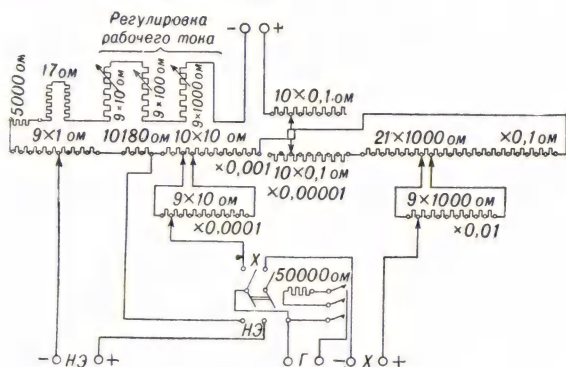 Регулировка
рабочего тока
- +
5000 ом
17 ом
9×10 ом
9×100 ом
9×1000 ом
10×0,1 ом
9×1 ом
10180 ом
10×10 ом
21×1000 ом
×0,1 ом
×0,001
10×0,1 ом
×0,00001
9×10 ом
×0,0001
9×1000 ом
×0,01
Х
50000 ом
НЭ
- НЭ +
Г
- Х +